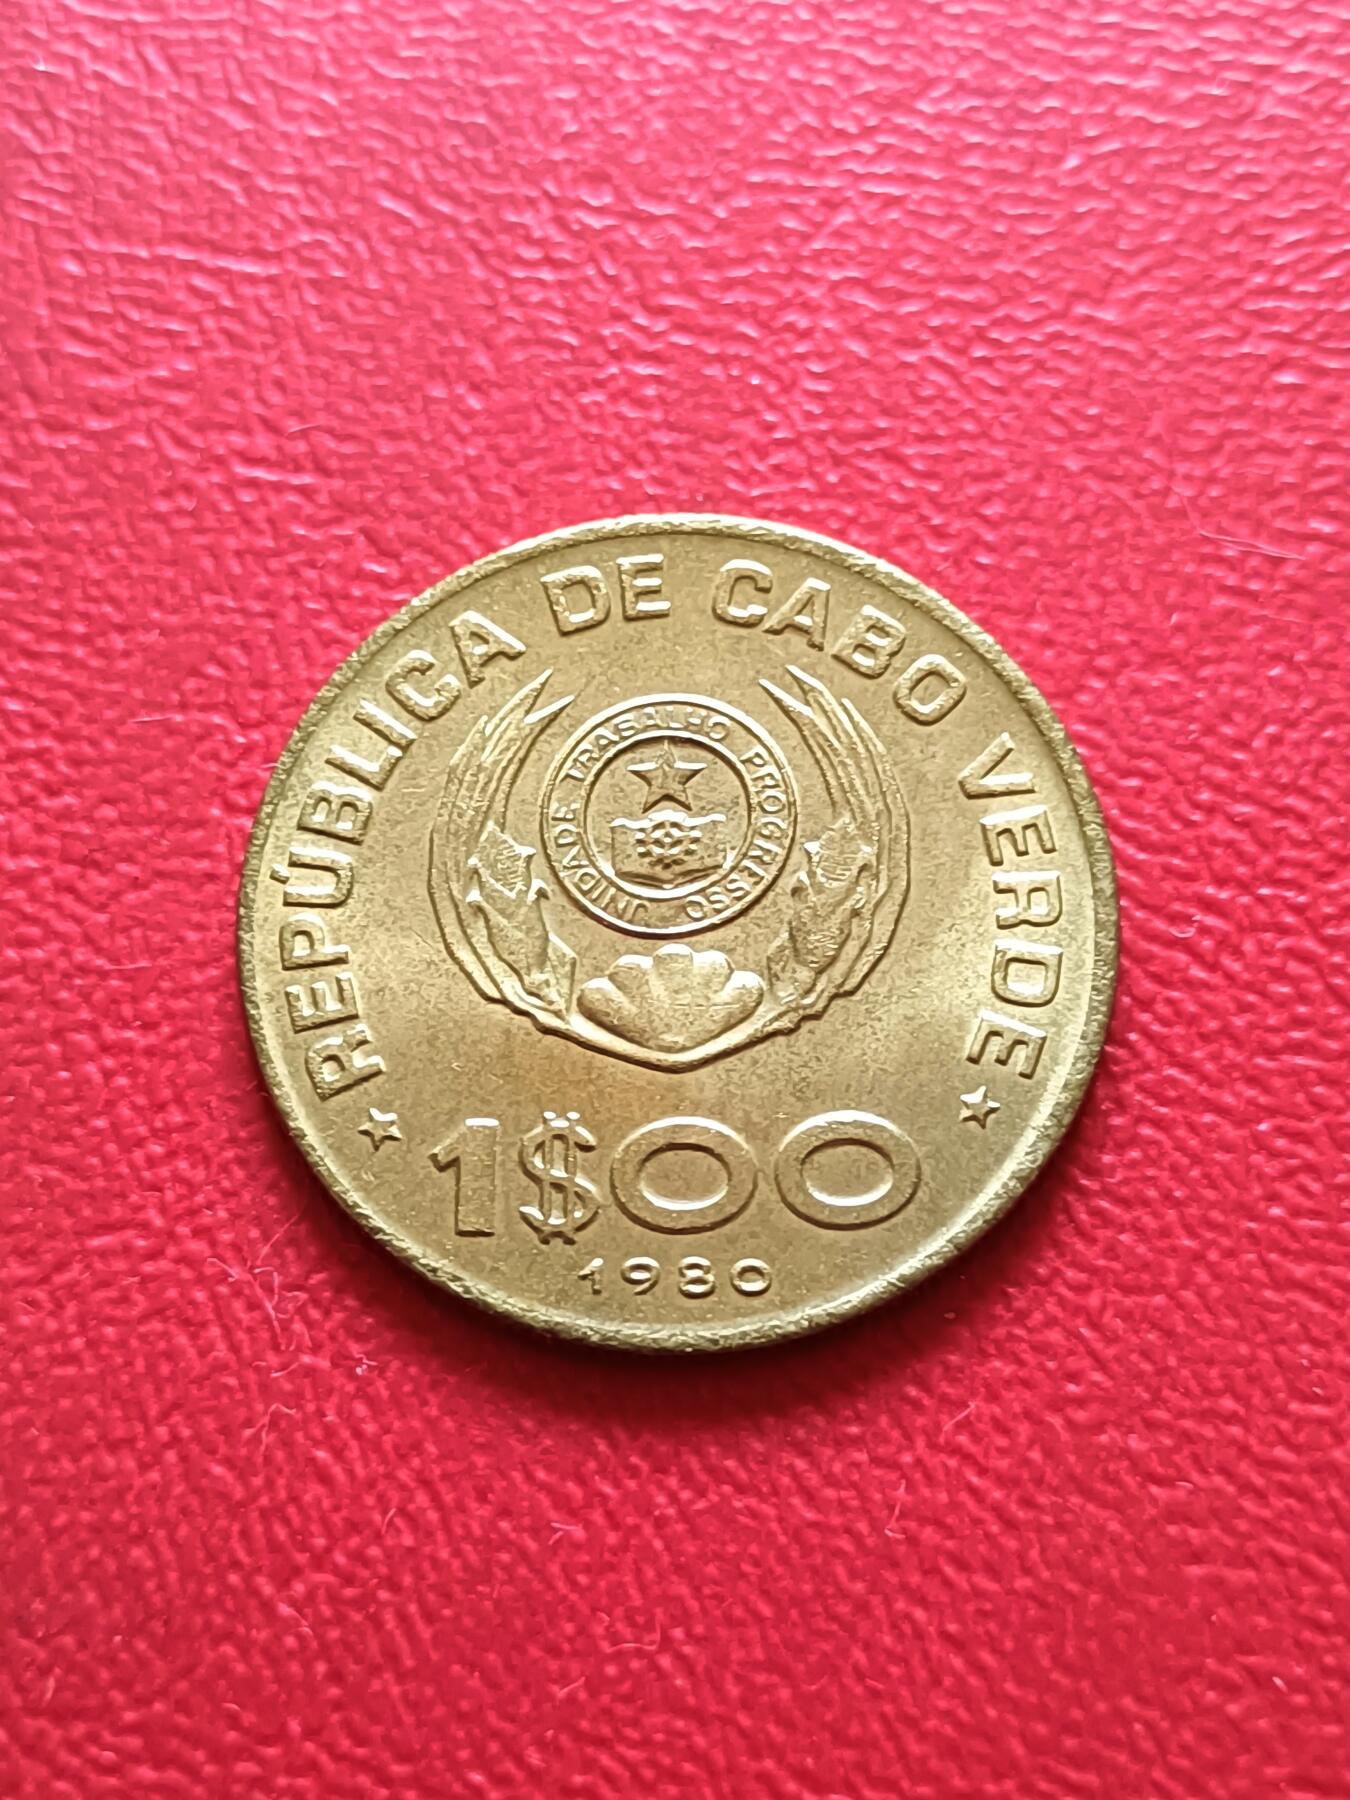 REPÚBLICA DE CABO VERDE
UNIDADE TRABALHO PROGRESSO
1$00
1980